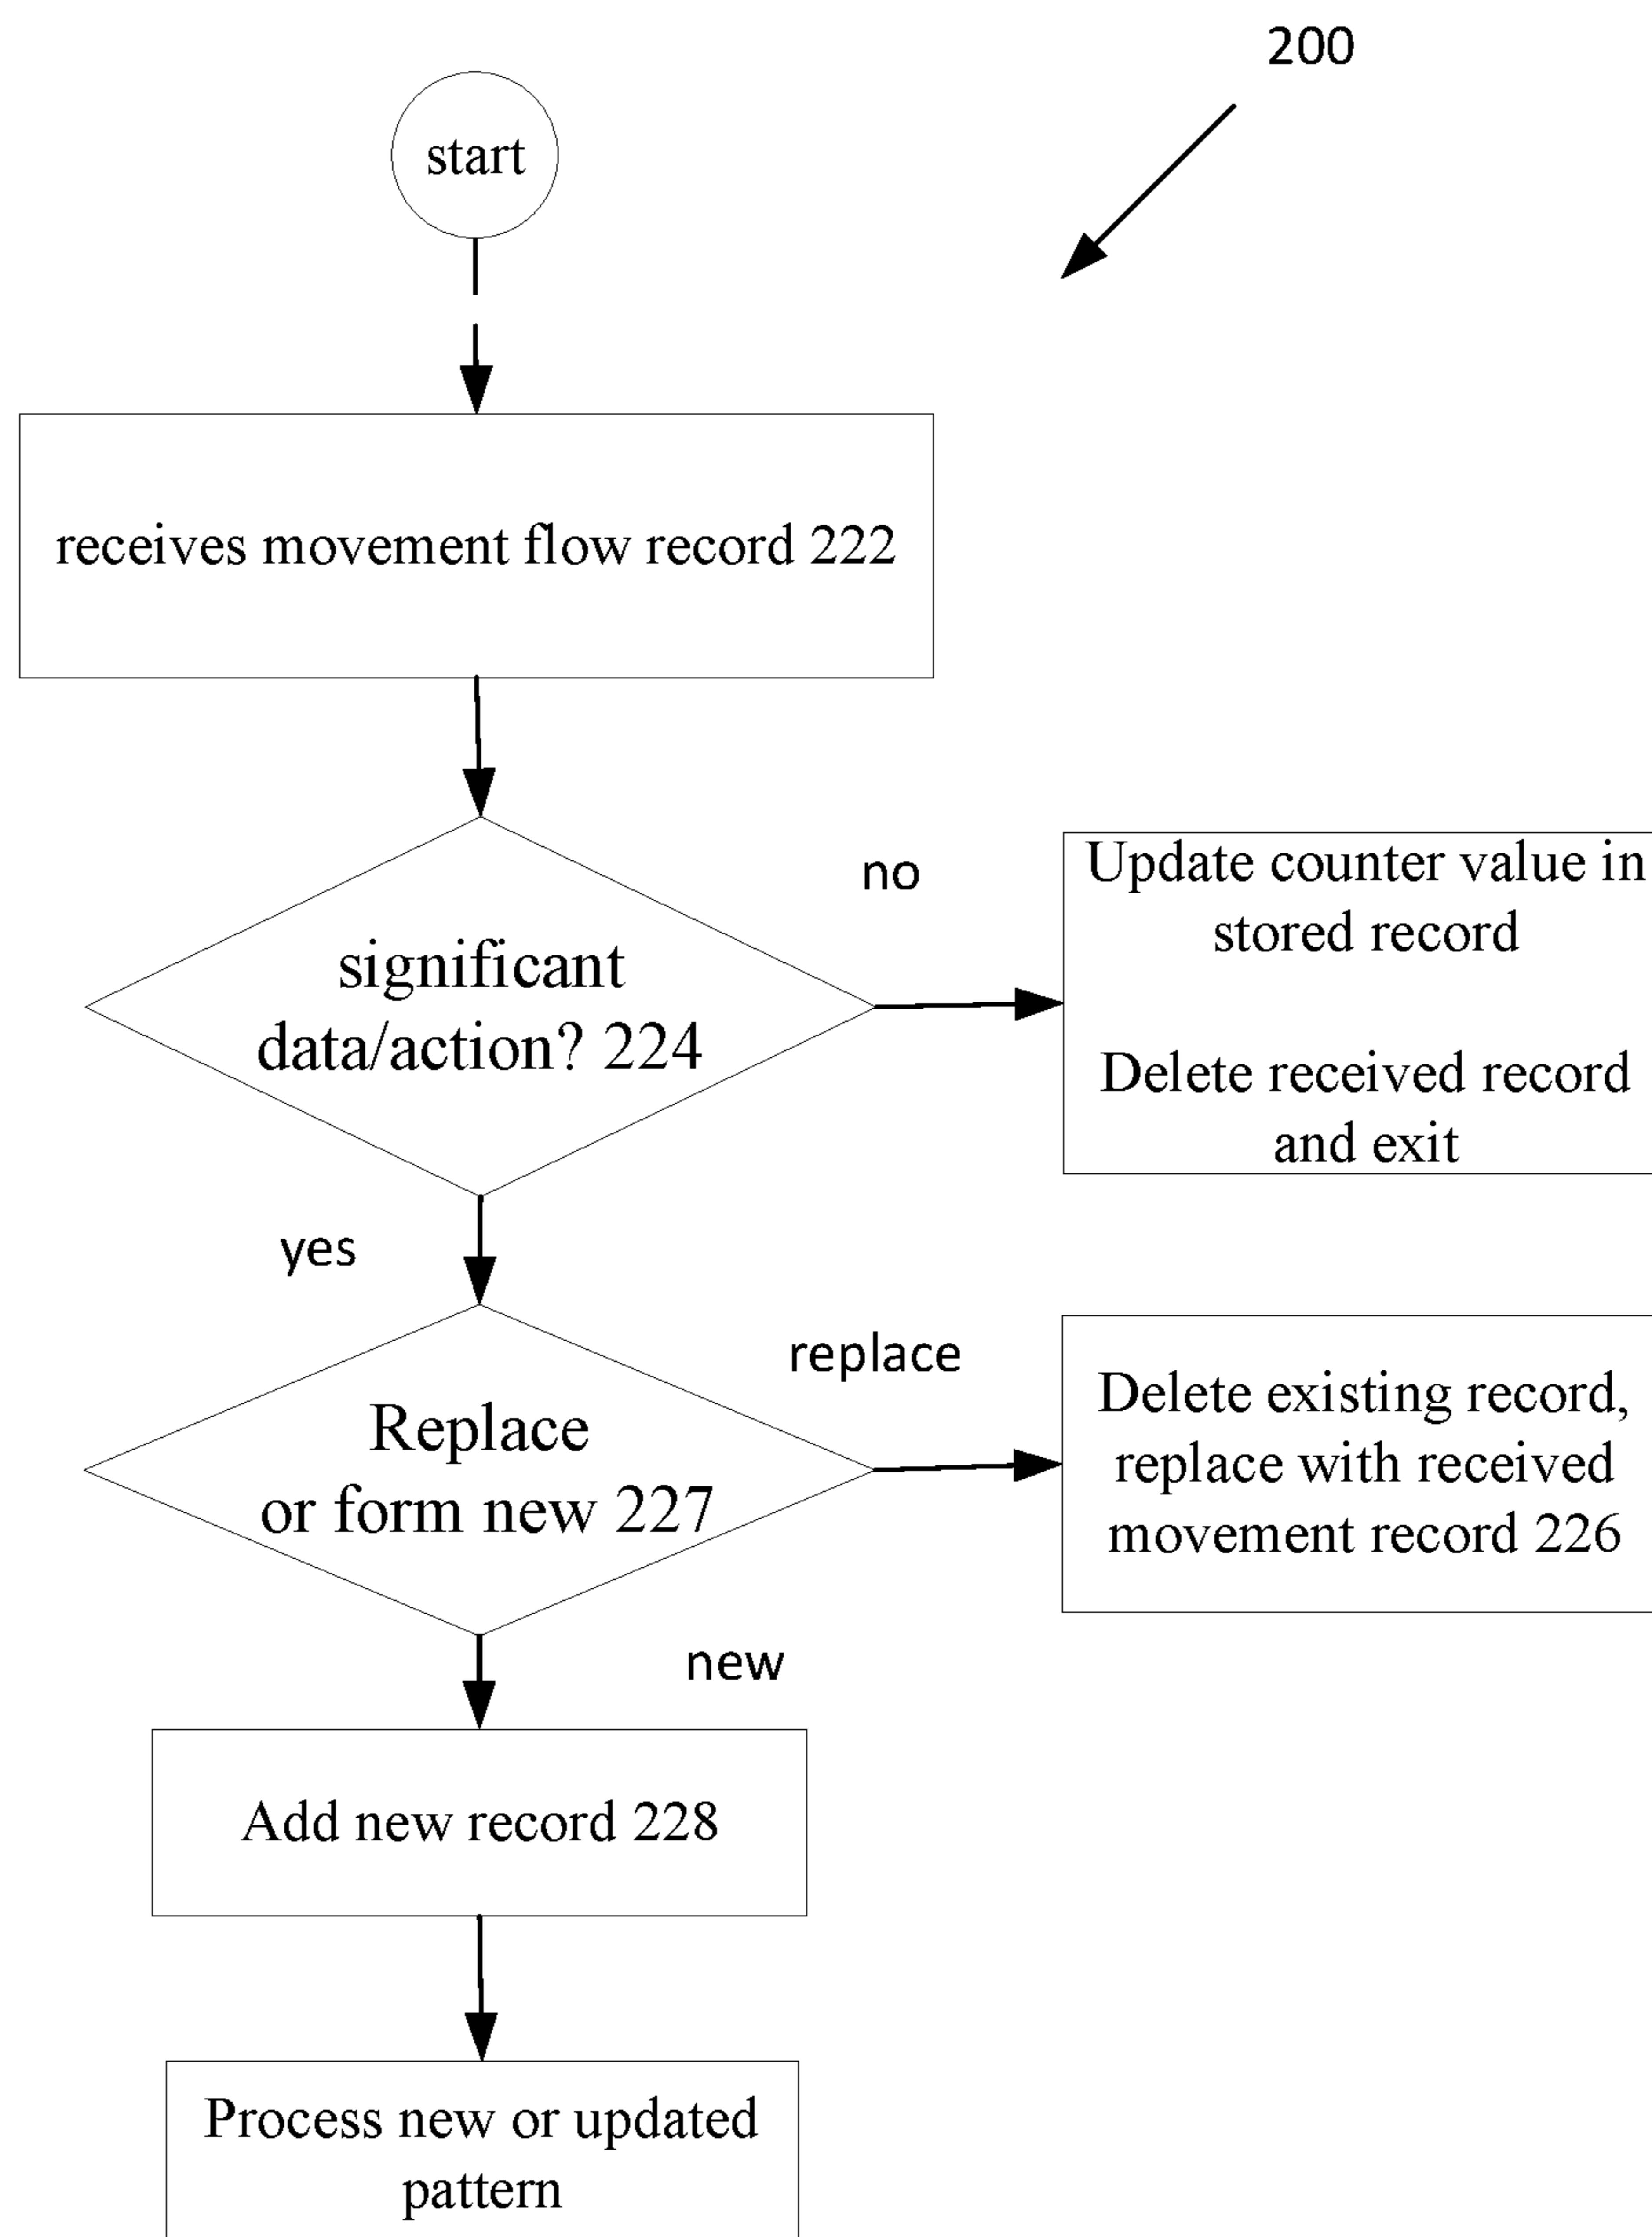 200
start
receives movement flow record 222
significant
data/action? 224
no
Update counter value in
stored record
Delete received record
and exit
yes
Replace
or form new 227
replace
Delete existing record,
replace with received
movement record 226
new
Add new record 228
Process new or updated
pattern